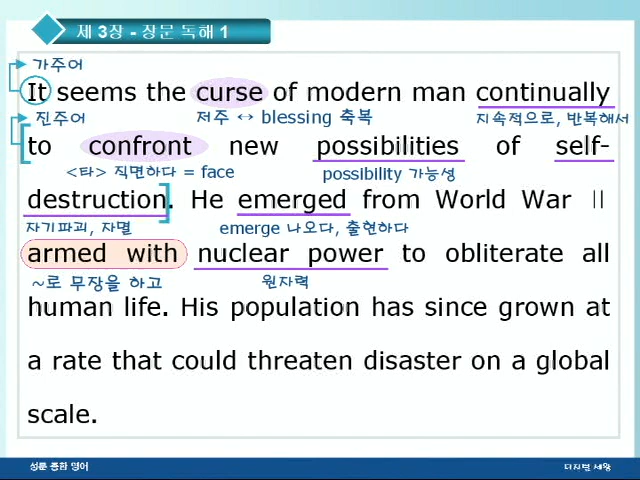 제 3장 - 장문 독해 1
가주어
It seems the curse of modern man continually
진주어 저주 ↔ blessing 축복 지속적으로, 반복해서
to confront new possibilities of self-
<타> 직면하다 = face possibility 가능성
destruction. He emerged from World War Ⅱ
자기파괴, 자멸 emerge 나오다, 출현하다
armed with nuclear power to obliterate all
~로 무장을 하고 원자력
human life. His population has since grown at
a rate that could threaten disaster on a global
scale.
성문 종합 영어 디지털 세왕